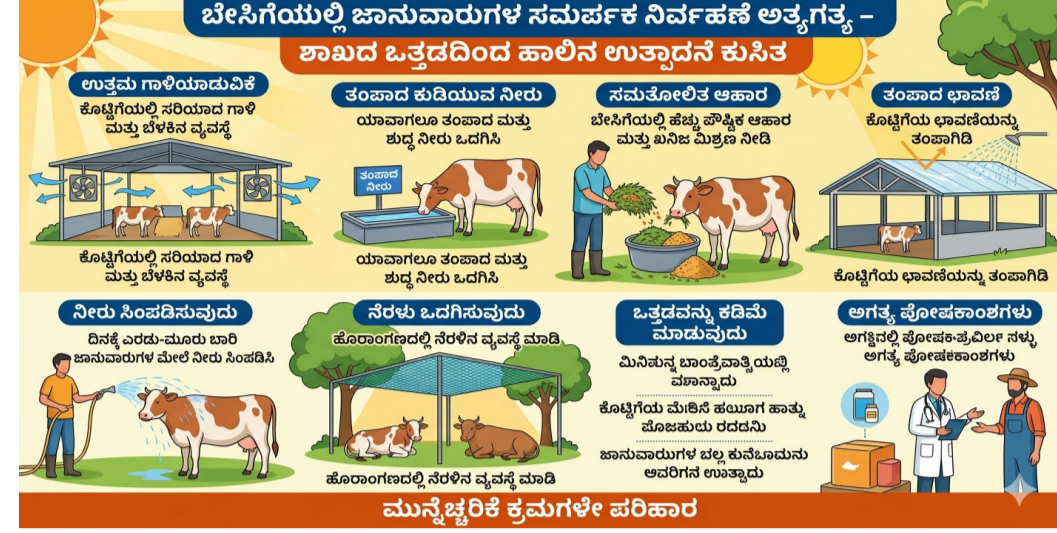 ಬೇಸಿಗೆಯಲ್ಲಿ ಜಾನುವಾರುಗಳ ಸಮರ್ಪಕ ನಿರ್ವಹಣೆ ಅತ್ಯಗತ್ಯ –
ಶಾಖದ ಒತ್ತಡದಿಂದ ಹಾಲಿನ ಉತ್ಪಾದನೆ ಕುಸಿತ
ಉತ್ತಮ ಗಾಳಿಯಾಡುವಿಕೆ
ಕೊಟ್ಟಿಗೆಯಲ್ಲಿ ಸರಿಯಾದ ಗಾಳಿ
ಮತ್ತು ಬೆಳಕಿನ ವ್ಯವಸ್ಥೆ
ಕೊಟ್ಟಿಗೆಯಲ್ಲಿ ಸರಿಯಾದ ಗಾಳಿ
ಮತ್ತು ಬೆಳಕಿನ ವ್ಯವಸ್ಥೆ
ತಂಪಾದ ಕುಡಿಯುವ ನೀರು
ಯಾವಾಗಲೂ ತಂಪಾದ ಮತ್ತು
ಶುದ್ಧ ನೀರು ಒದಗಿಸಿ
ತಂಪಾದ
ನೀರು
ಯಾವಾಗಲೂ ತಂಪಾದ ಮತ್ತು
ಶುದ್ಧ ನೀರು ಒದಗಿಸಿ
ಸಮತೋಲಿತ ಆಹಾರ
ಬೇಸಿಗೆಯಲ್ಲಿ ಹೆಚ್ಚು ಪೌಷ್ಟಿಕ ಆಹಾರ
ಮತ್ತು ಖನಿಜ ಮಿಶ್ರಣ ನೀಡಿ
ತಂಪಾದ ಛಾವಣಿ
ಕೊಟ್ಟಿಗೆಯ ಛಾವಣಿಯನ್ನು
ತಂಪಾಗಿಡಿ
ಕೊಟ್ಟಿಗೆಯ ಛಾವಣಿಯನ್ನು ತಂಪಾಗಿಡಿ
ನೀರು ಸಿಂಪಡಿಸುವುದು
ದಿನಕ್ಕೆ ಎರಡು-ಮೂರು ಬಾರಿ
ಜಾನುವಾರುಗಳ ಮೇಲೆ ನೀರು ಸಿಂಪಡಿಸಿ
ನೆರಳು ಒದಗಿಸುವುದು
ಹೊರಾಂಗಣದಲ್ಲಿ ನೆರಳಿನ ವ್ಯವಸ್ಥೆ ಮಾಡಿ
ಹೊರಾಂಗಣದಲ್ಲಿ ನೆರಳಿನ ವ್ಯವಸ್ಥೆ ಮಾಡಿ
ಒತ್ತಡವನ್ನು ಕಡಿಮೆ
ಮಾಡುವುದು
ಕೊಟ್ಟಿಗೆಯ
ಜಾನುವಾರುಗಳ
ಅಗತ್ಯ ಪೋಷಕಾಂಶಗಳು
ಅಗತ್ಯ ಪೋಷಕಕಾಂಶಗಳು
ಮುನ್ನೆಚ್ಚರಿಕೆ ಕ್ರಮಗಳೇ ಪರಿಹಾರ